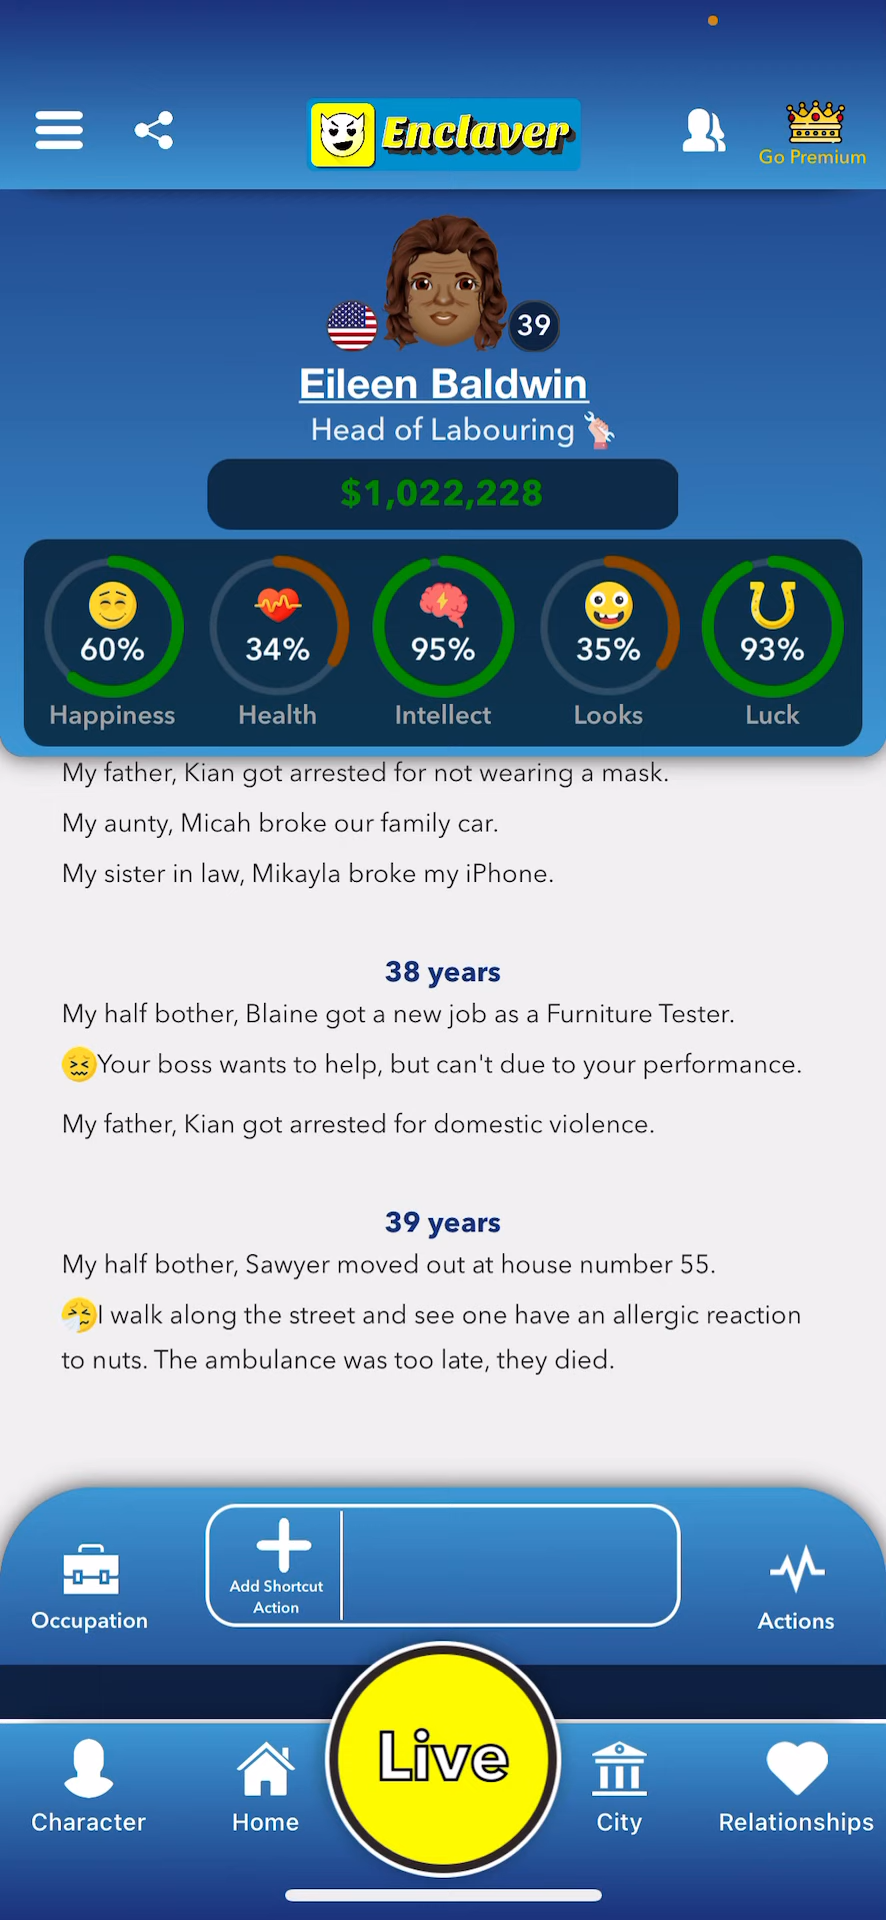 Enclaver
Go Premium
39
Eileen Baldwin
Head of Labouring
$1,022,228
60% 34% 95% 35% 93%
Happiness Health Intellect Looks Luck
My father, Kian got arrested for not wearing a mask.
My aunty, Micah broke our family car.
My sister in law, Mikayla broke my iPhone.
38 years
My half bother, Blaine got a new job as a Furniture Tester.
Your boss wants to help, but can't due to your performance.
My father, Kian got arrested for domestic violence.
39 years
My half bother, Sawyer moved out at house number 55.
I walk along the street and see one have an allergic reaction
to nuts. The ambulance was too late, they died.
Add Shortcut
Action
Occupation
Actions
Live
Character Home City Relationships